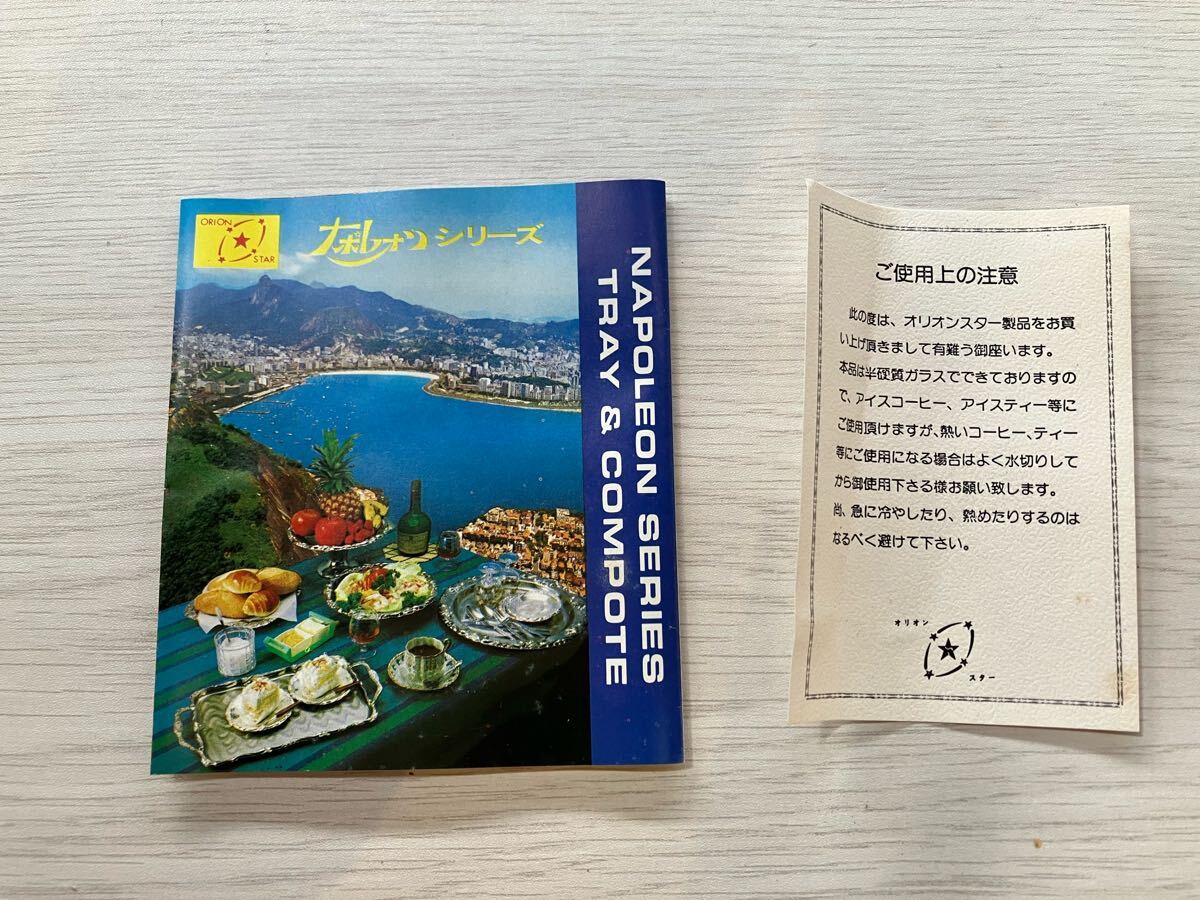 ORION
STAR
ナポレオン シリーズ
NAPOLEON SERIES
TRAY & COMPOTE
ご使用上の注意
此の度は、オリオンスター製品をお買
い上げ頂きまして有難う御座います。
本品は半硬質ガラスでできておりますの
で、アイスコーヒー、アイスティー等に
ご使用頂けますが、熱いコーヒー、ティー
等にご使用になる場合はよく水切りして
から御使用下さる様お願い致します。
尚、急に冷やしたり、熱めたりするのは
なるべく避けて下さい。
オリオン
スター